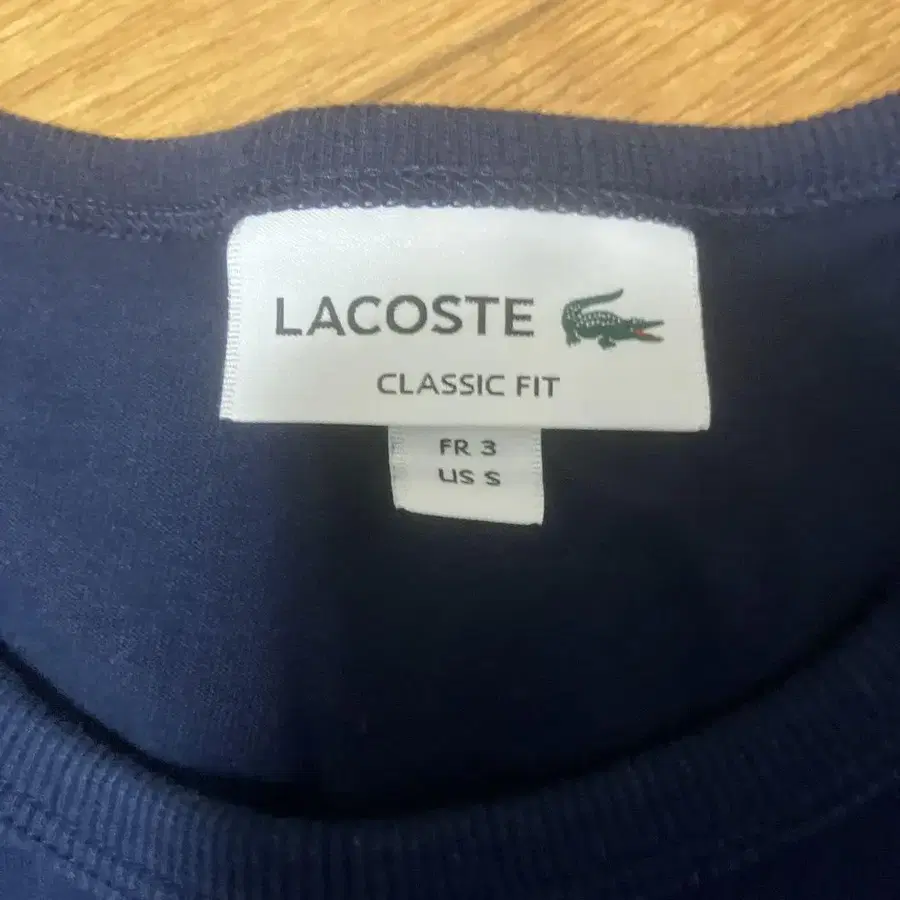 LACOSTE
CLASSIC FIT
FR 3
US S